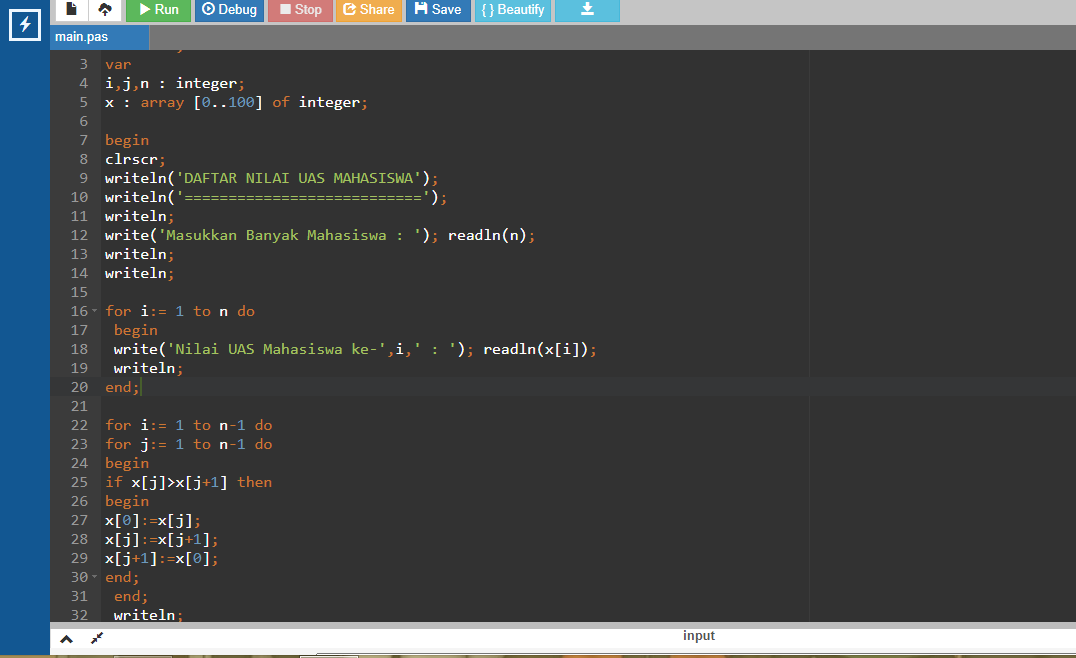 Run Debug Stop Share Save { } Beautify
main.pas
3 var
4 i,j,n : integer;
5 x : array [0..100] of integer;
6
7 begin
8 clrscr;
9 writeln('DAFTAR NILAI UAS MAHASISWA');
10 writeln('===========================');
11 writeln;
12 write('Masukkan Banyak Mahasiswa : '); readln(n);
13 writeln;
14 writeln;
15
16 for i:= 1 to n do
17 begin
18 write('Nilai UAS Mahasiswa ke-',i,' : '); readln(x[i]);
19 writeln;
20 end;
21
22 for i:= 1 to n-1 do
23 for j:= 1 to n-1 do
24 begin
25 if x[j]>x[j+1] then
26 begin
27 x[0]:=x[j];
28 x[j]:=x[j+1];
29 x[j+1]:=x[0];
30 end;
31 end;
32 writeln;
input